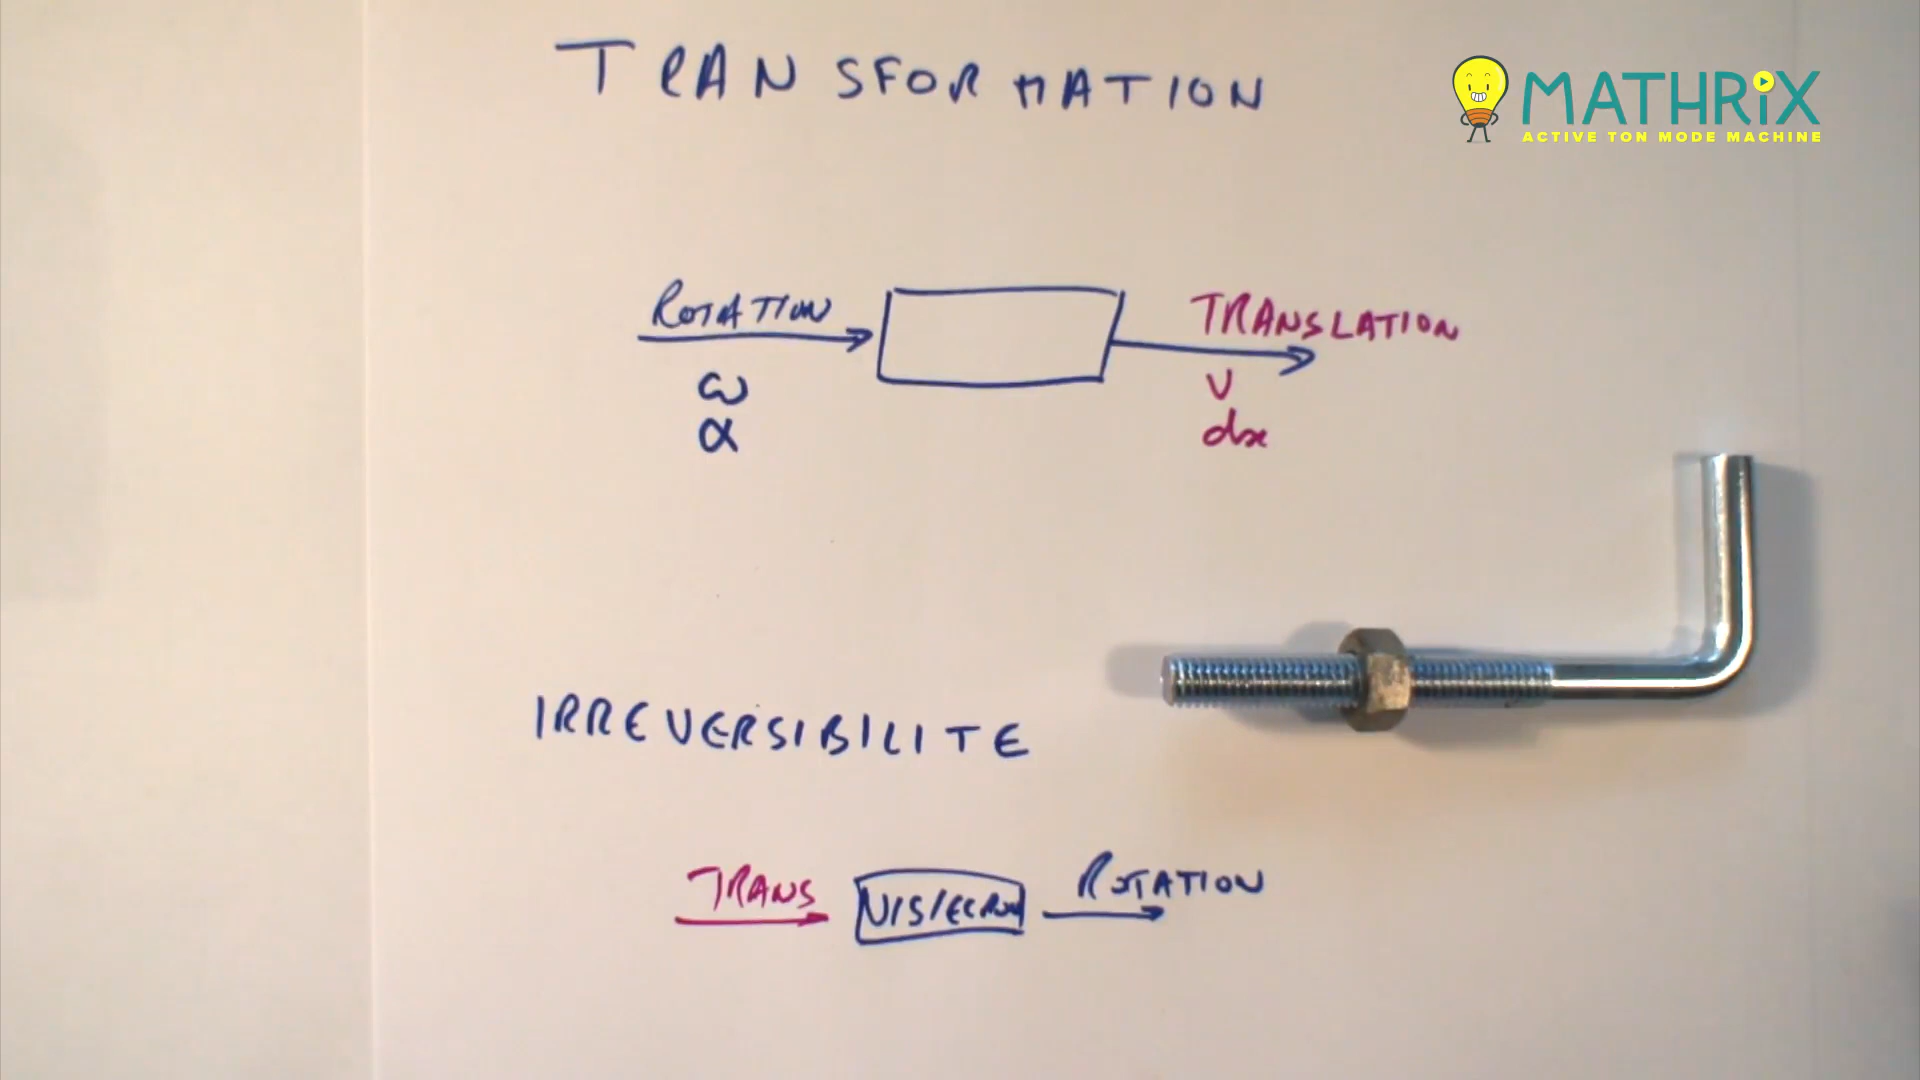 TRANSFORMATION
MATHRiX
ACTIVE TON MODE MACHINE
ROTATION
TRANSLATION
ω
v
α
dx
IRREVERSIBILITE
TRANS
VIS/ECROU
ROTATION